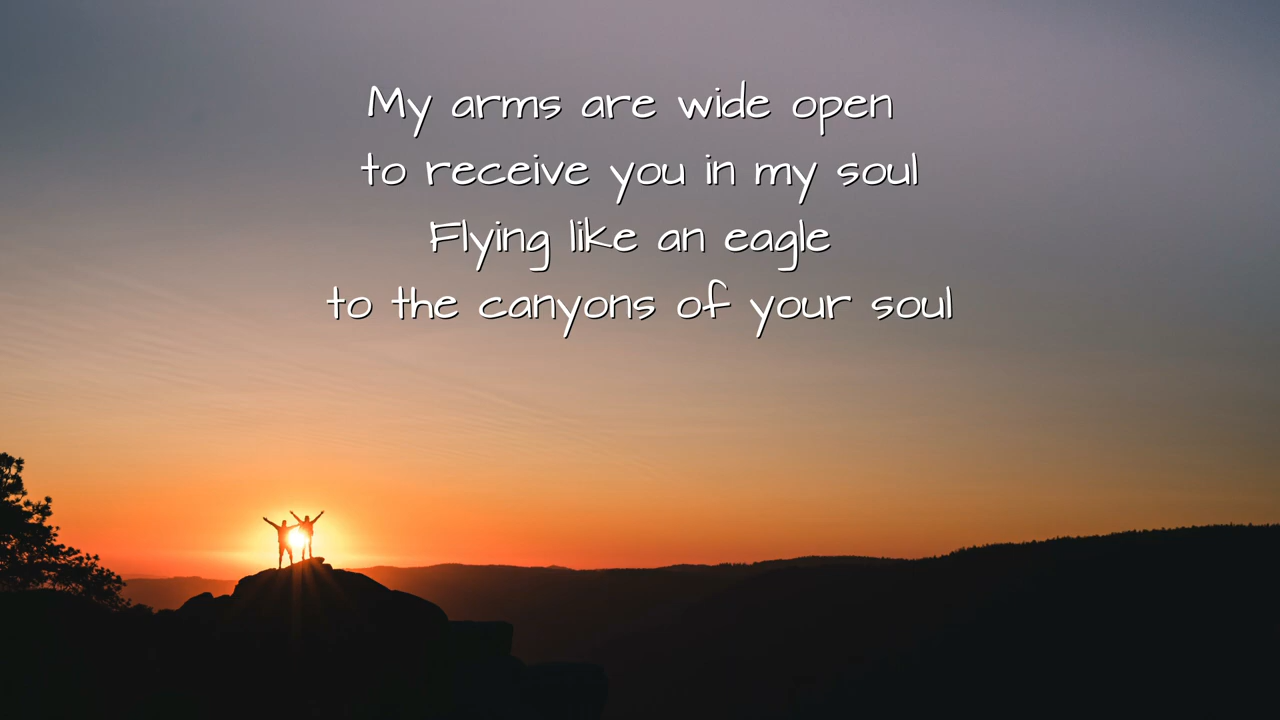 My arms are wide open
to receive you in my soul
Flying like an eagle
to the canyons of your soul